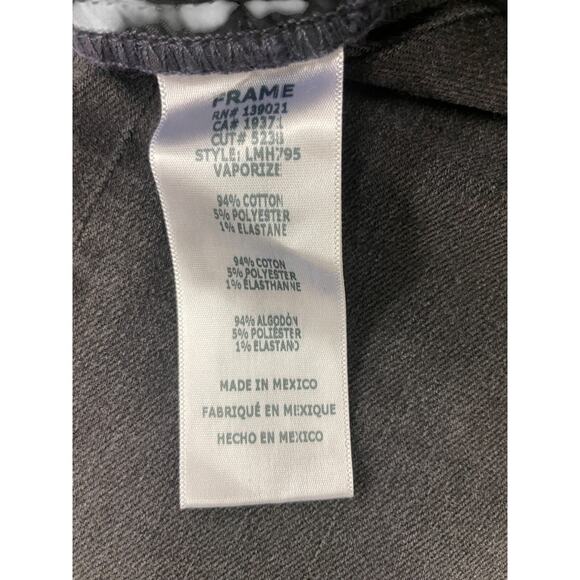 FRAME
RN# 139021
CA# 19371
CUT# 5238
STYLE: LMH795
VAPORIZE
94% COTTON
5% POLYESTER
1% ELASTANE
94% COTON
5% POLYESTER
1% ELASTHANNE
94% ALGODÓN
5% POLIÉSTER
1% ELASTANO
MADE IN MEXICO
FABRIQUÉ EN MEXIQUE
HECHO EN MEXICO